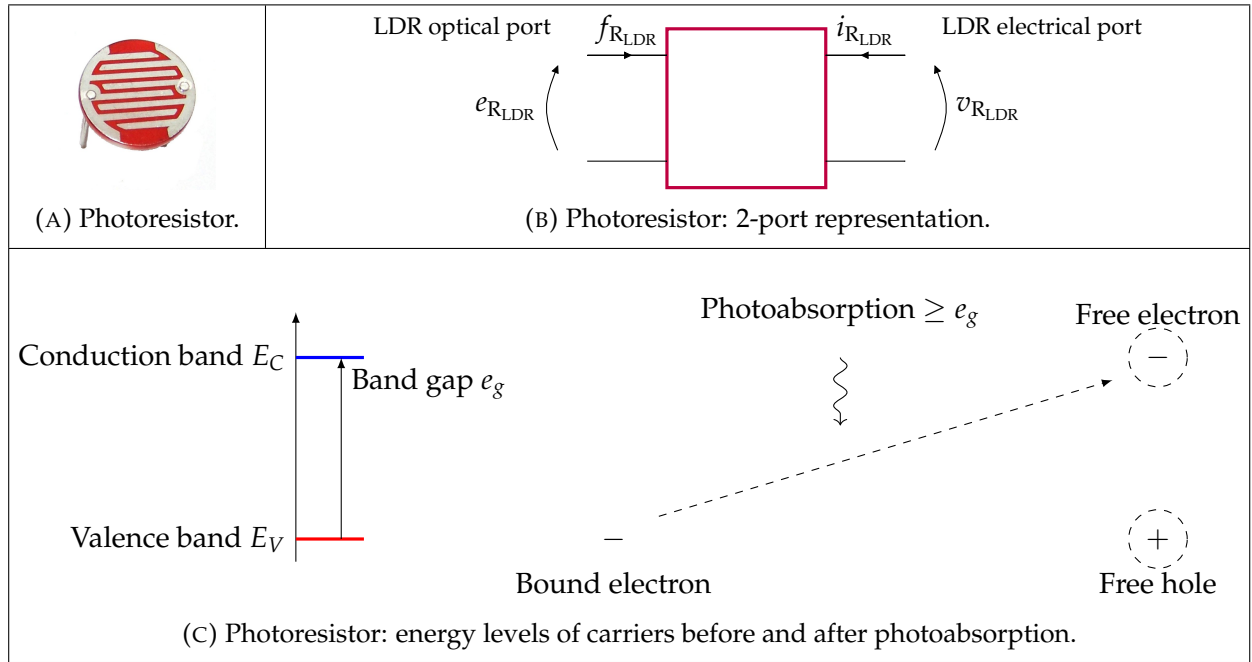 LDR optical port
f_{R_{LDR}}
i_{R_{LDR}}
LDR electrical port
e_{R_{LDR}}
v_{R_{LDR}}
(A) Photoresistor.
(B) Photoresistor: 2-port representation.
Photoabsorption ≥ e_g
Free electron
Conduction band E_C
−
Band gap e_g
Valence band E_V
−
+
Bound electron
Free hole
(C) Photoresistor: energy levels of carriers before and after photoabsorption.